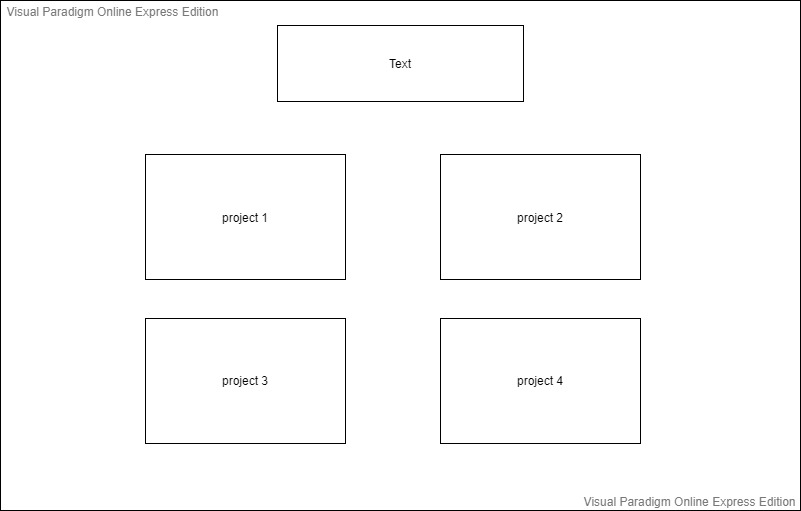 Visual Paradigm Online Express Edition
Text
project 1
project 2
project 3
project 4
Visual Paradigm Online Express Edition